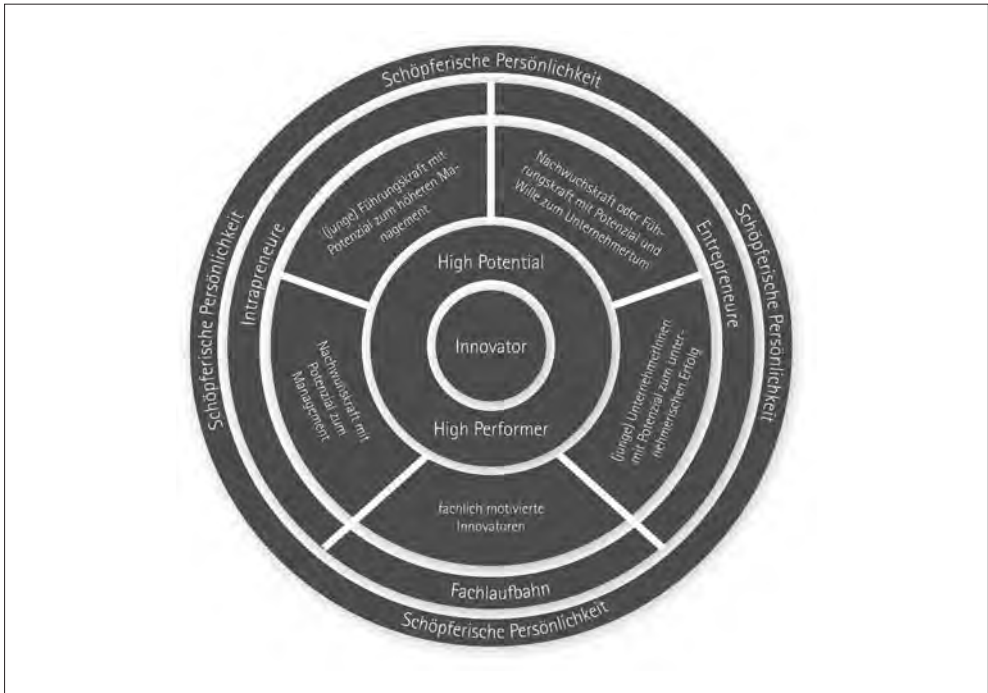 Schöpferische Persönlichkeit
Schöpferische Persönlichkeit
Schöpferische Persönlichkeit
Schöpferische Persönlichkeit
Intrapreneure
Entrepreneure
Fachlaufbahn
(junge) Führungskraft mit
Potenzial zum höheren Ma-
nagement
Nachwuchskraft oder Füh-
rungskraft mit Potenzial und
Wille zum Unternehmertum
Nachwuhskraft mit
Potenzial zum
Management
(junge) UnternehmerInnen
mit Potenzial zum unter-
nehmerischen Erfolg
fachlich motivierte
Innovatoren
High Potential
Innovator
High Performer